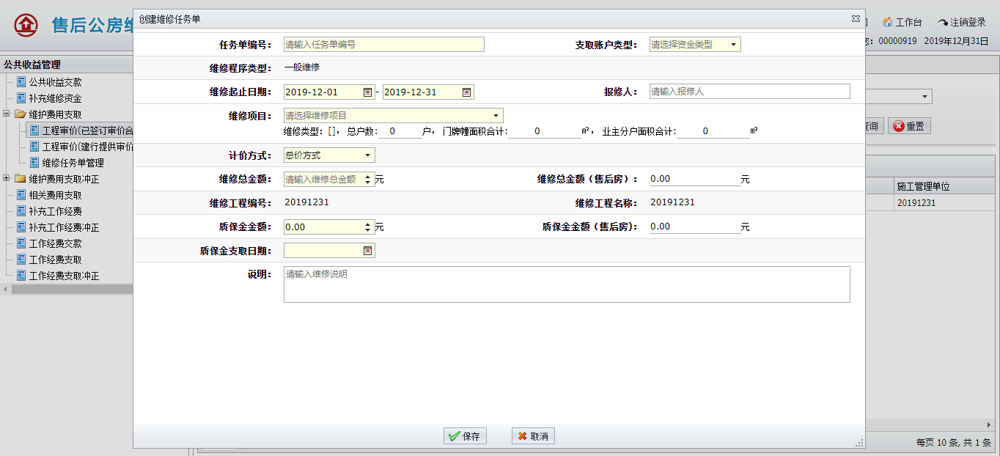 售后公房维
工作台
注销登录
00000919 2019年12月31日
公共收益管理
公共收益交款
补充维修资金
维护费用支取
工程审价(已签订审价合
工程审价(建行提供审价
维修任务单管理
维护费用支取冲正
相关费用支取
补充工作经费
补充工作经费冲正
工作经费交款
工作经费支取
工作经费支取冲正
创建维修任务单
任务单编号： 请输入任务单编号 支取账户类型： 请选择资金类型
维修程序类型： 一般维修
维修起止日期： 2019-12-01 - 2019-12-31 报修人： 请输入报修人
维修项目： 请选择维修项目
维修类型：[]， 总户数： 0 户， 门牌幢面积合计： 0 ㎡， 业主分户面积合计： 0 ㎡
计价方式： 总价方式
维修总金额： 请输入维修总金额 元 维修总金额（售后房）： 0.00 元
维修工程编号： 20191231 维修工程名称： 20191231
质保金金额： 0.00 元 质保金金额（售后房）： 0.00 元
质保金支取日期：
说明： 请输入维修说明
保存 取消
查询 重置
施工管理单位
20191231
每页 10 条, 共 1 条